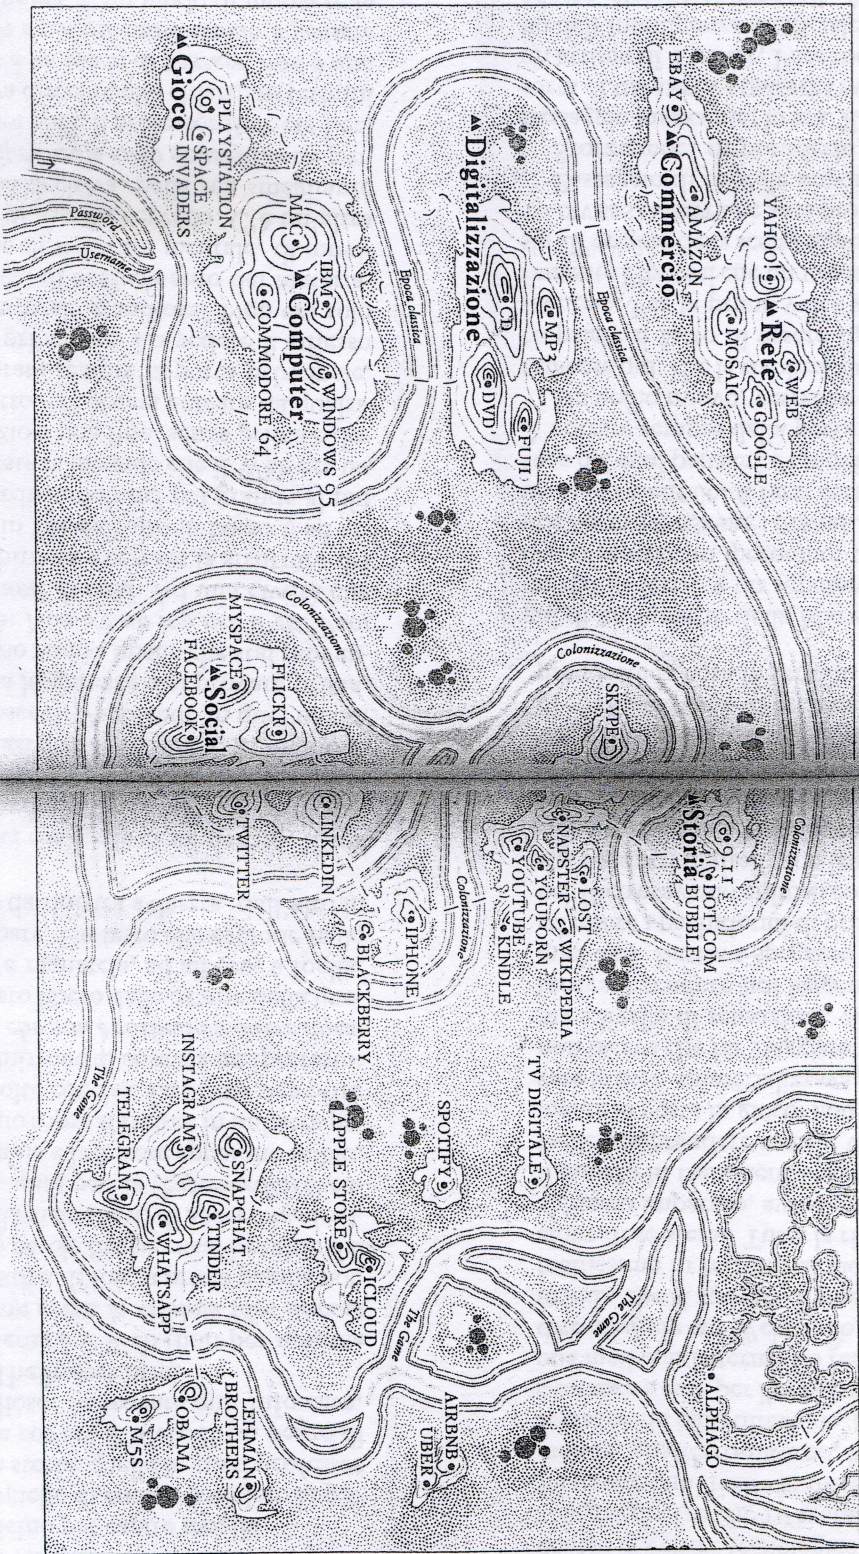 EBAY
Commercio
AMAZON
YAHOO!
Rete
WEB
MOSAIC
GOOGLE
Digitalizzazione
MP3
CD
DVD
FUJI
Epoca classica
Epoca classica
Gioco
PLAYSTATION
SPACE
INVADERS
MAC
IBM
Computer
COMMODORE 64
WINDOWS 95
Password
Username
Colonizzazione
Colonizzazione
SKYPE
MYSPACE
FLICKR
Social
FACEBOOK
Colonizzazione
9.11
Storia
DOT.COM
BUBBLE
NAPSTER
LOST
YOUPORN
WIKIPEDIA
YOUTUBE
KINDLE
Colonizzazione
LINKEDIN
TWITTER
IPHONE
BLACKBERRY
The Game
TV DIGITALE
SPOTIFY
APPLE STORE
ICLOUD
INSTAGRAM
SNAPCHAT
TELEGRAM
TINDER
WHATSAPP
The Game
The Game
ALPHAGO
AIRBNB
UBER
LEHMAN
BROTHERS
OBAMA
M5S